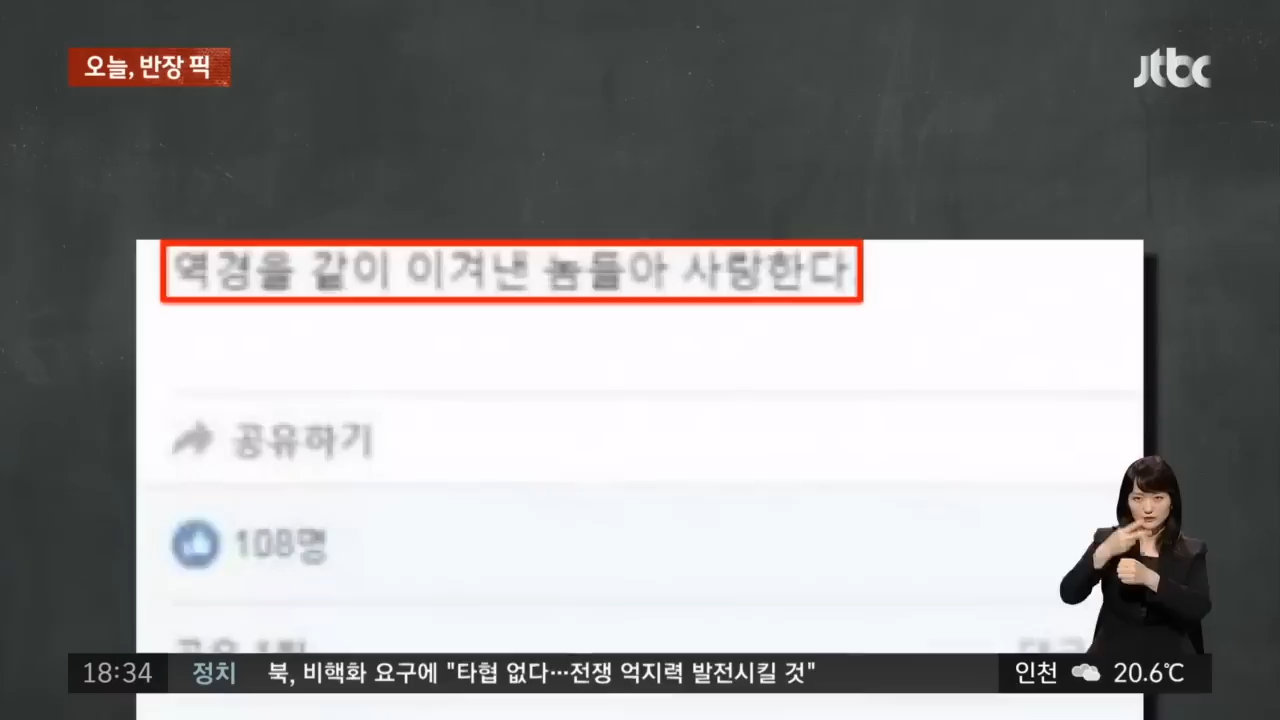 오늘, 반장 픽
jtbc
역경을 같이 이겨낸 놈들아 사랑한다
공유하기
108명
18:34 정치 북, 비핵화 요구에 "타협 없다…전쟁 억지력 발전시킬 것" 인천 20.6℃